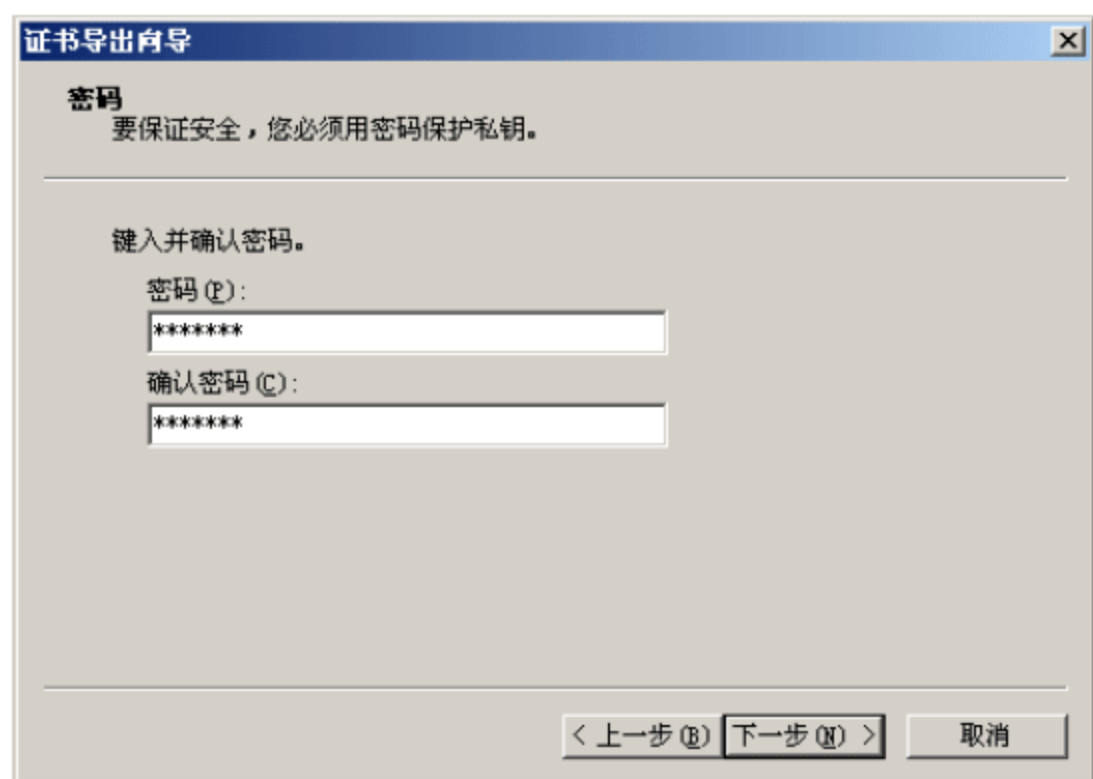 证书导出向导
密码
要保证安全，您必须用密码保护私钥。
键入并确认密码。
密码(P):
*******
确认密码(C):
*******
< 上一步(B) 下一步(N) > 取消